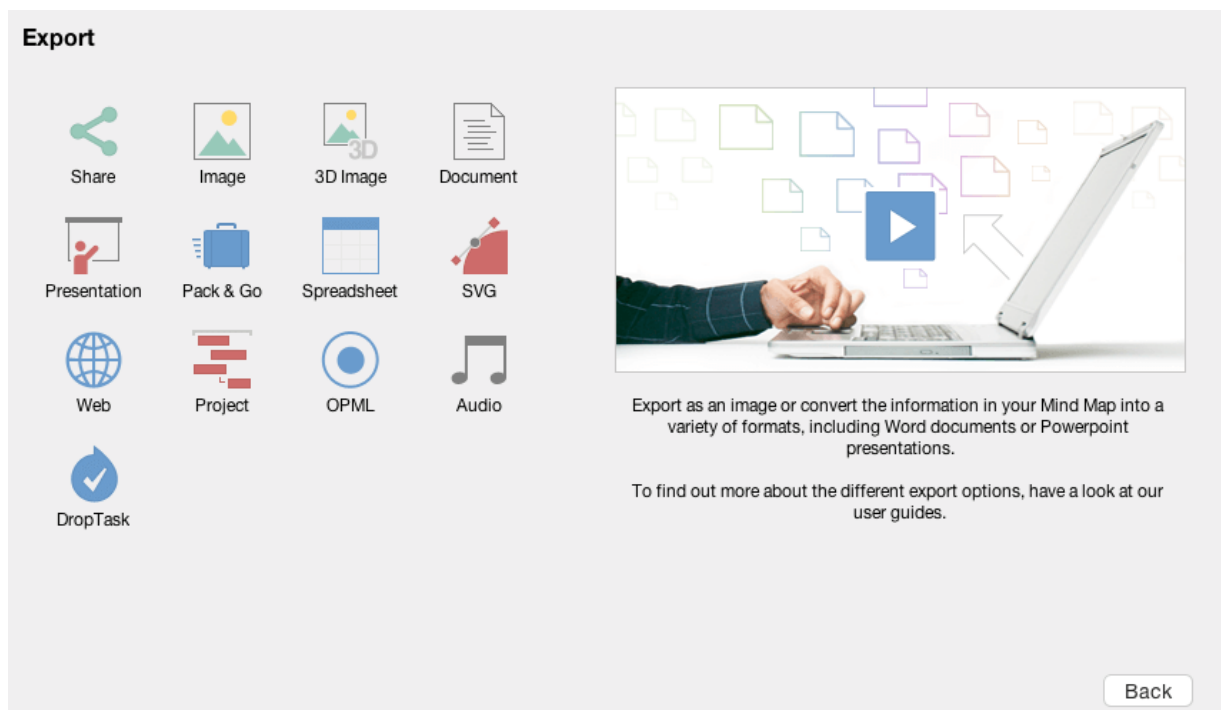 Export
Share
Image
3D
3D Image
Document
Presentation
Pack & Go
Spreadsheet
SVG
Web
Project
OPML
Audio
DropTask
Export as an image or convert the information in your Mind Map into a
variety of formats, including Word documents or Powerpoint
presentations.
To find out more about the different export options, have a look at our
user guides.
Back